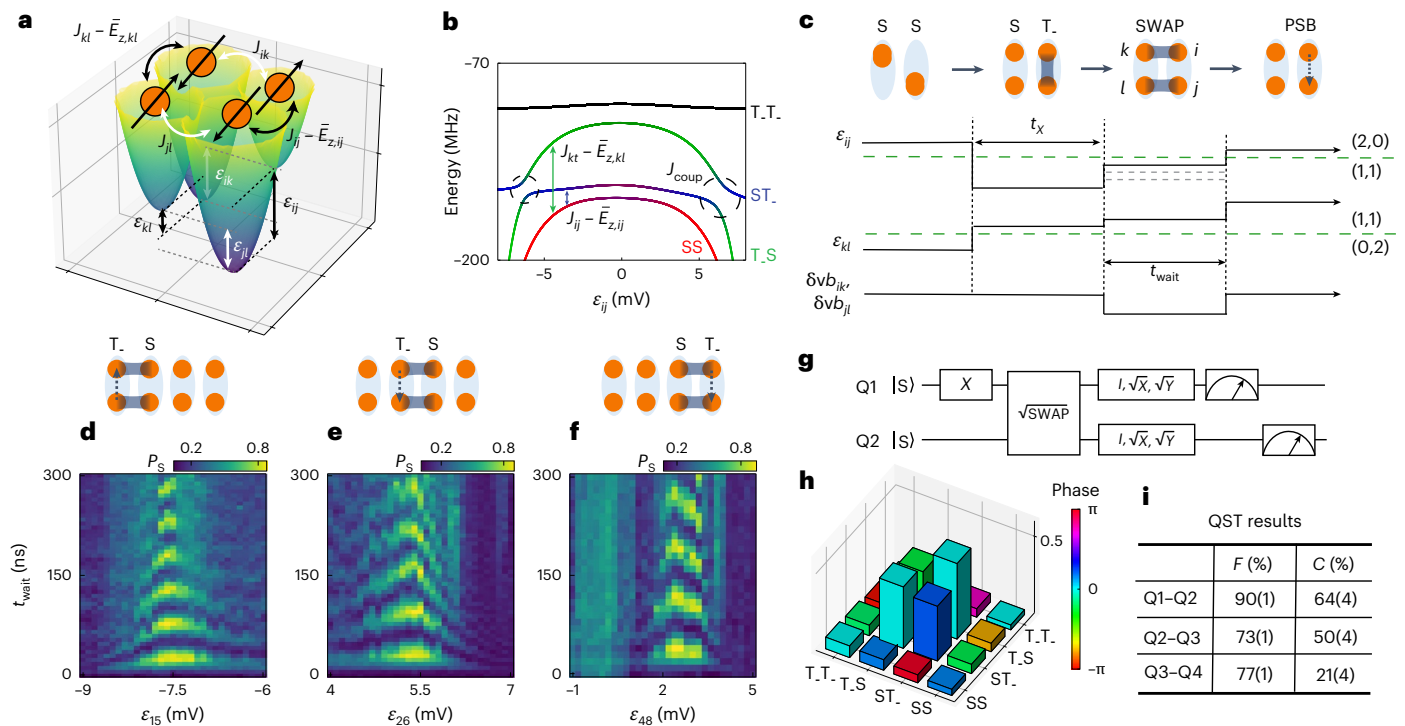 a
J_kl − Ē_z,kl
J_ik
J_jl
J_ij − Ē_z,ij
ε_ik
ε_ij
ε_kl
ε_jl
b
−70
Energy (MHz)
−200
T_T_
J_kt − Ē_z,kl
J_coup
ST_
J_ij − Ē_z,ij
SS
T_S
−5 0 5
ε_ij (mV)
c
S S S T_ SWAP PSB
k i
l j
ε_ij
t_X
(2,0)
(1,1)
ε_kl
(1,1)
(0,2)
t_wait
δvb_ik,
δvb_jl
T_ S
T_ S
S T_
d
P_S 0.2 0.8
300
150
0
t_wait (ns)
−9 −7.5 −6
ε_15 (mV)
e
P_S 0.2 0.8
300
150
0
4 5.5 7
ε_26 (mV)
f
P_S 0.2 0.8
300
150
0
−1 2 5
ε_48 (mV)
g
Q1 |S⟩ X √SWAP I, √X, √Y
Q2 |S⟩ I, √X, √Y
h
Phase
π
0
−π
0.5
T_T_ T_S ST_ SS
T_T_
T_S
ST_
SS
i
QST results
F (%) C (%)
Q1–Q2 90(1) 64(4)
Q2–Q3 73(1) 50(4)
Q3–Q4 77(1) 21(4)